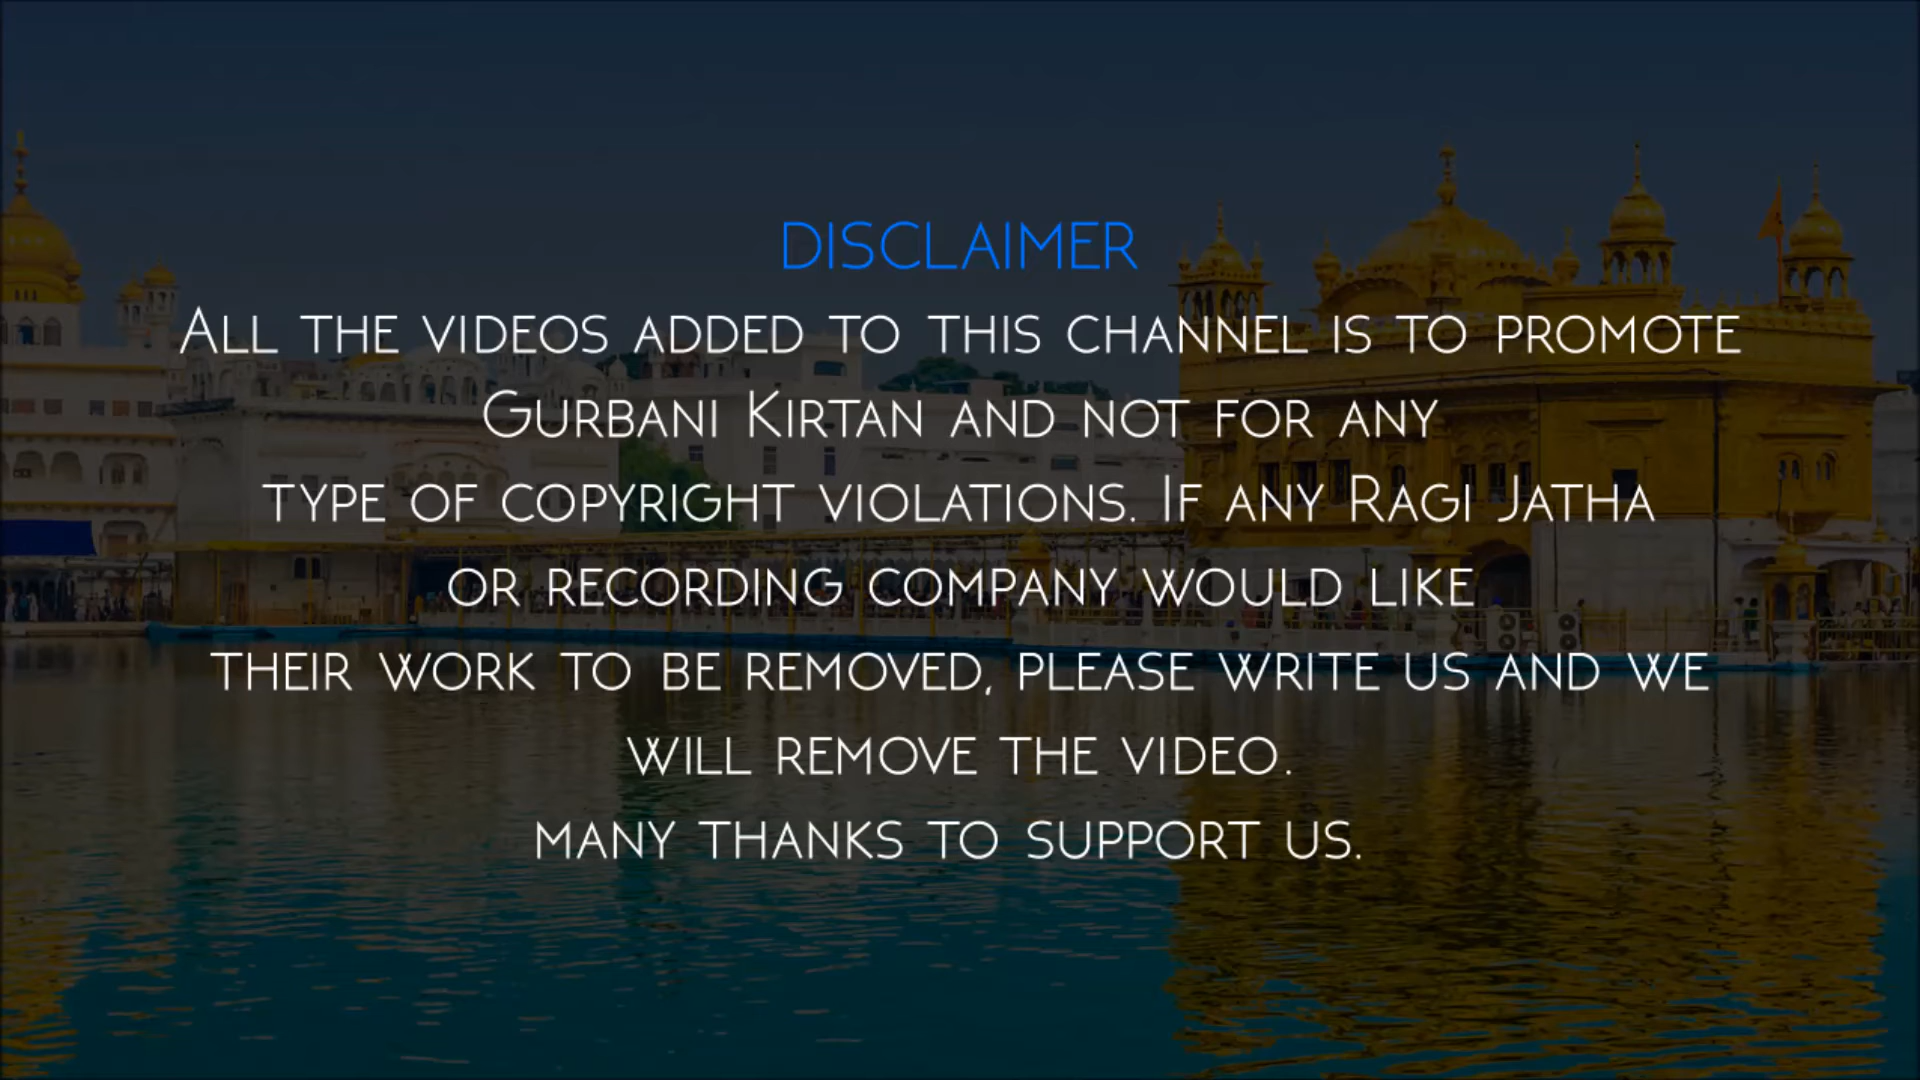 DISCLAIMER
All the videos added to this channel is to promote
Gurbani Kirtan and not for any
type of copyright violations. If any Ragi Jatha
or recording company would like
their work to be removed, please write us and we
will remove the video.
many thanks to support us.